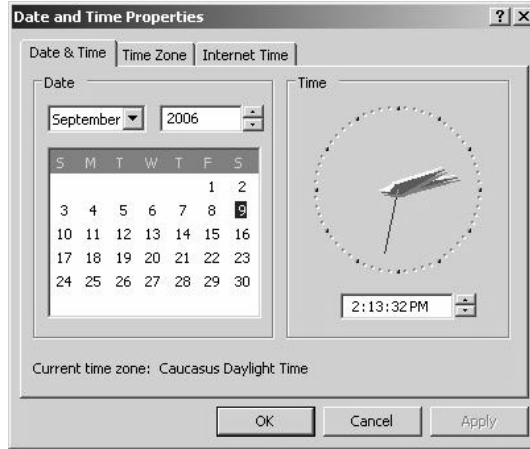 Date and Time Properties ? X
Date & Time Time Zone Internet Time
Date
Time
September 2006
S M T W T F S
1 2
3 4 5 6 7 8 9
10 11 12 13 14 15 16
17 18 19 20 21 22 23
24 25 26 27 28 29 30
2:13:32 PM
Current time zone: Caucasus Daylight Time
OK Cancel Apply